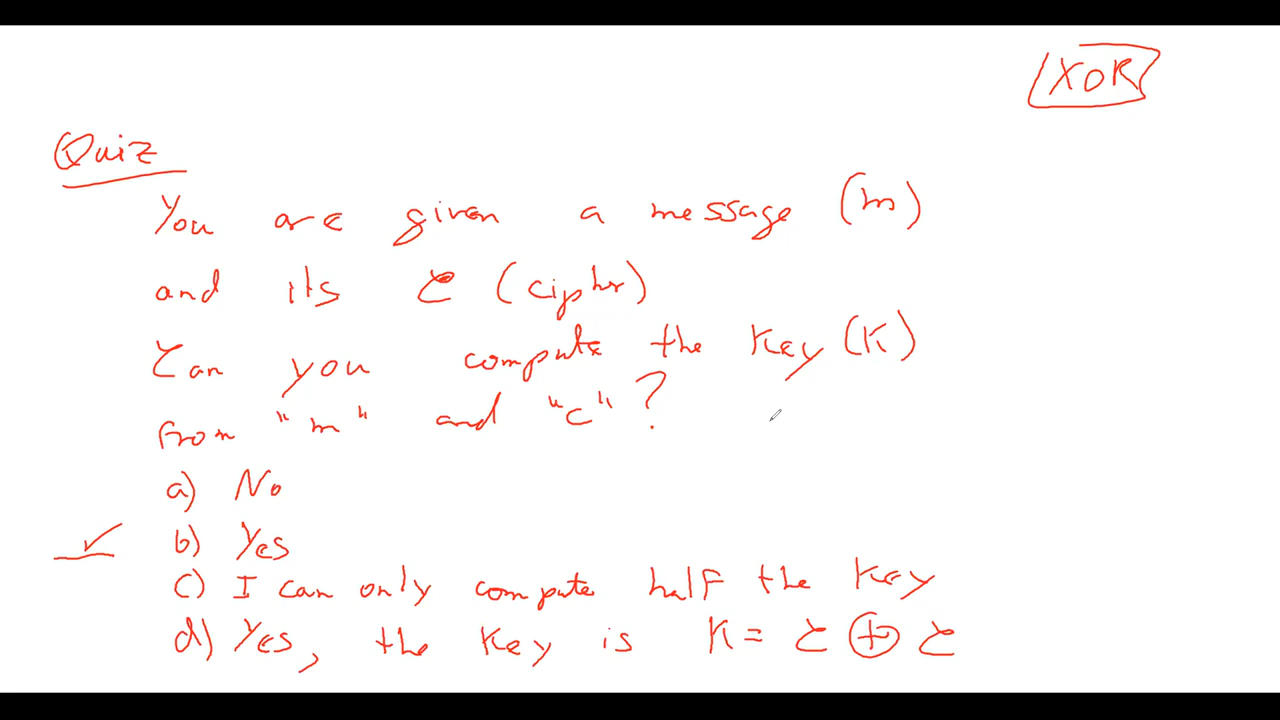 XOR
Quiz
You are given a message (m)
and its c (cipher)
Can you compute the key (K)
from "m" and "c" ?
a) No
b) Yes
c) I can only compute half the key
d) Yes, the key is K = c ⊕ c